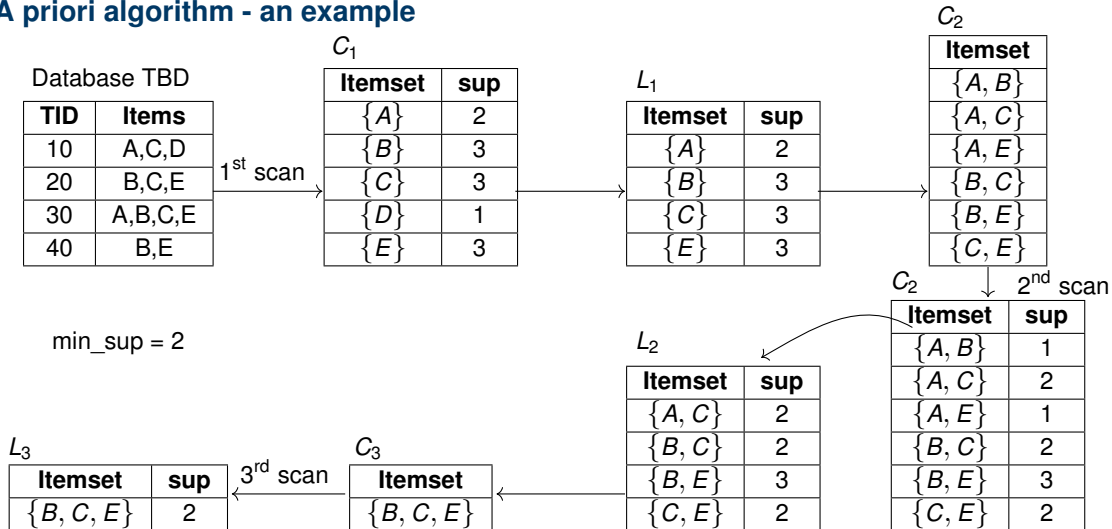 A priori algorithm - an example
Database TBD
TID Items
10 A,C,D
20 B,C,E
30 A,B,C,E
40 B,E
1st scan
C1
Itemset sup
{A} 2
{B} 3
{C} 3
{D} 1
{E} 3
L1
Itemset sup
{A} 2
{B} 3
{C} 3
{E} 3
C2
Itemset
{A, B}
{A, C}
{A, E}
{B, C}
{B, E}
{C, E}
2nd scan
C2
Itemset sup
{A, B} 1
{A, C} 2
{A, E} 1
{B, C} 2
{B, E} 3
{C, E} 2
min_sup = 2
L2
Itemset sup
{A, C} 2
{B, C} 2
{B, E} 3
{C, E} 2
C3
Itemset
{B, C, E}
3rd scan
L3
Itemset sup
{B, C, E} 2